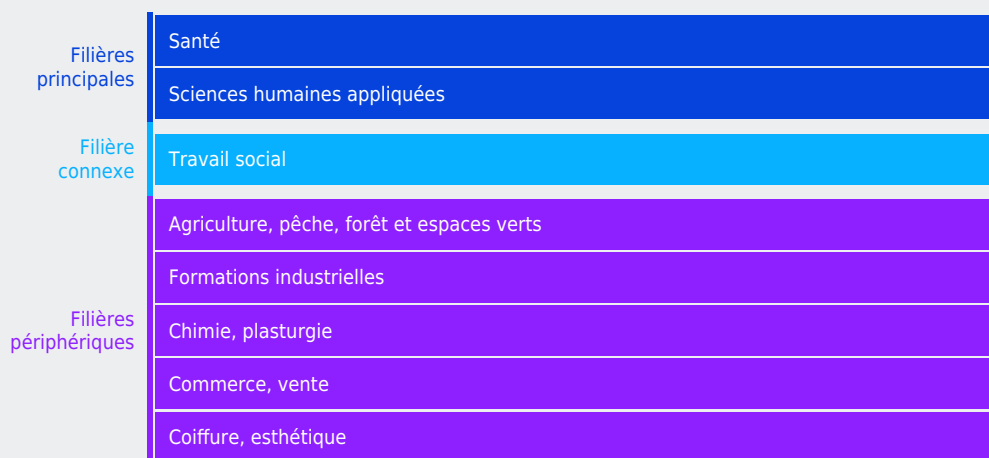 Filières
principales
Santé
Sciences humaines appliquées
Filière
connexe
Travail social
Filières
périphériques
Agriculture, pêche, forêt et espaces verts
Formations industrielles
Chimie, plasturgie
Commerce, vente
Coiffure, esthétique